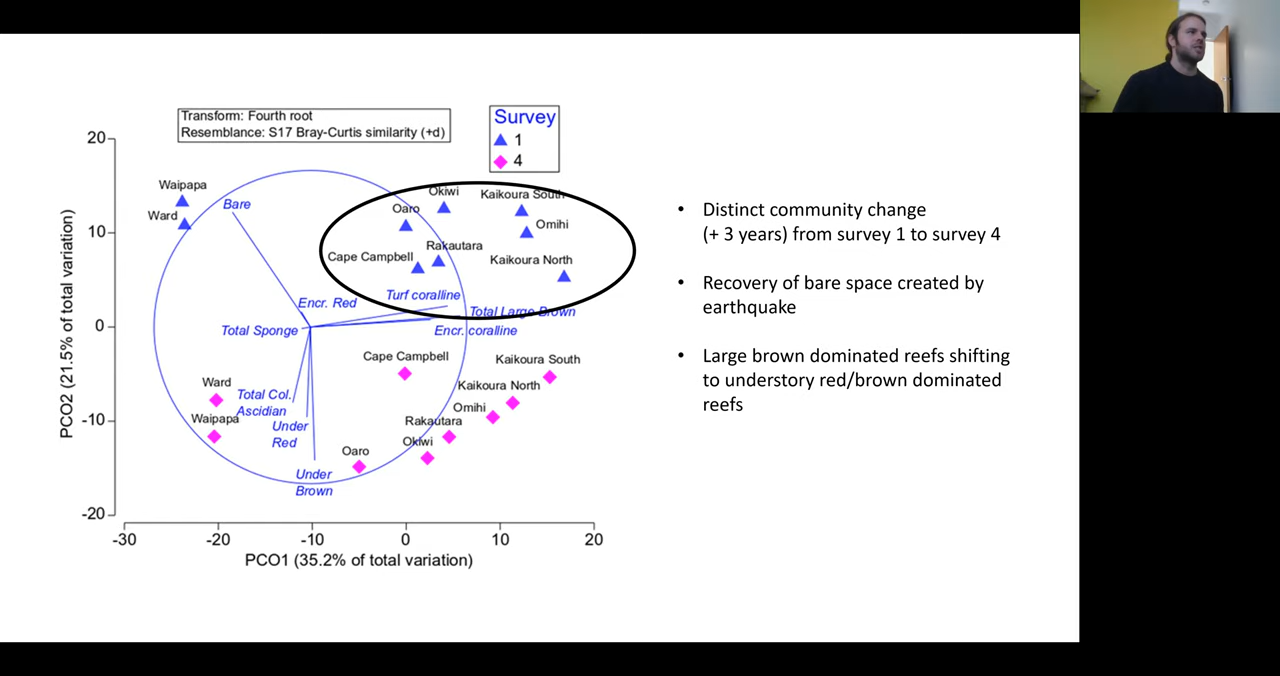 Transform: Fourth root
Resemblance: S17 Bray-Curtis similarity (+d)
Survey
1
4
20
10
0
-10
-20
PCO2 (21.5% of total variation)
-30
-20
-10
0
10
20
PCO1 (35.2% of total variation)
Waipapa
Ward
Bare
Okiwi
Oaro
Kaikoura South
Omihi
Rakautara
Cape Campbell
Kaikoura North
Turf coralline
Encr. Red
Total Large Brown
Total Sponge
Encr. coralline
Cape Campbell
Kaikoura South
Ward
Kaikoura North
Total Col.
Ascidian
Omihi
Waipapa
Rakautara
Under
Red
Okiwi
Oaro
Under
Brown
• Distinct community change
(+ 3 years) from survey 1 to survey 4
• Recovery of bare space created by
earthquake
• Large brown dominated reefs shifting
to understory red/brown dominated
reefs